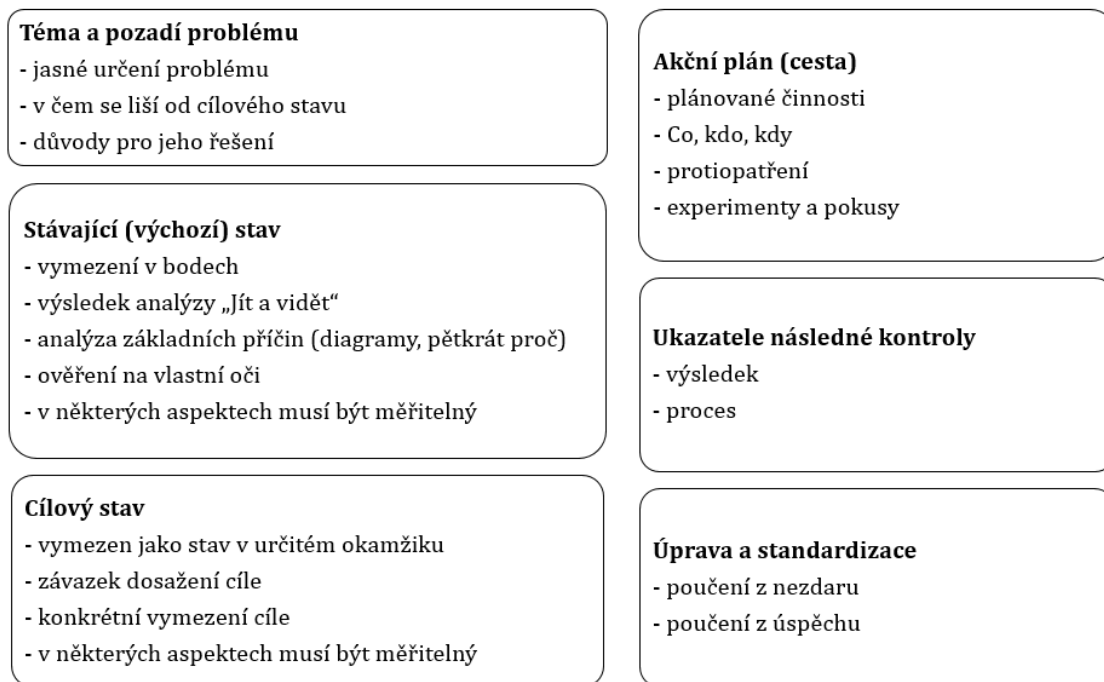 Téma a pozadí problému
- jasné určení problému
- v čem se liší od cílového stavu
- důvody pro jeho řešení
Stávající (výchozí) stav
- vymezení v bodech
- výsledek analýzy „Jít a vidět“
- analýza základních příčin (diagramy, pětkrát proč)
- ověření na vlastní oči
- v některých aspektech musí být měřitelný
Cílový stav
- vymezen jako stav v určitém okamžiku
- závazek dosažení cíle
- konkrétní vymezení cíle
- v některých aspektech musí být měřitelný
Akční plán (cesta)
- plánované činnosti
- Co, kdo, kdy
- protiopatření
- experimenty a pokusy
Ukazatele následné kontroly
- výsledek
- proces
Úprava a standardizace
- poučení z nezdaru
- poučení z úspěchu